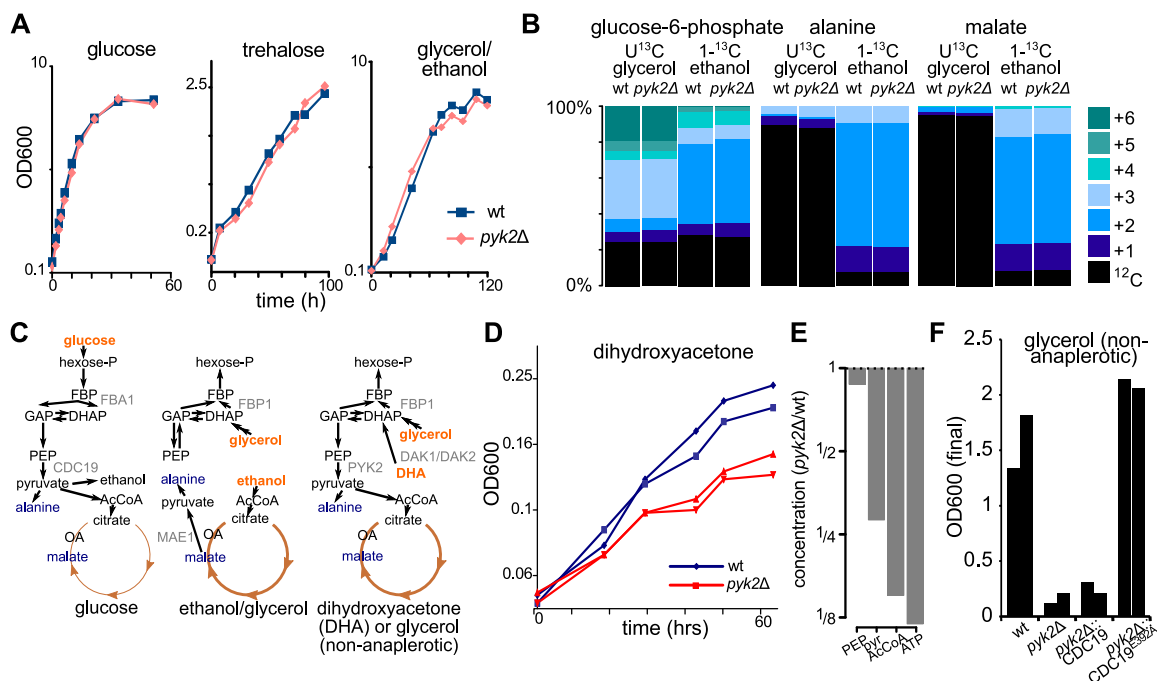 A
glucose
trehalose
glycerol/
ethanol
10
2.5
10
OD600
0.2
0.1
0.1
wt
pyk2Δ
0
60
0
100
0
120
time (h)
B
glucose-6-phosphate
alanine
malate
U¹³C
glycerol
1-¹³C
ethanol
U¹³C
glycerol
1-¹³C
ethanol
U¹³C
glycerol
1-¹³C
ethanol
wt pyk2Δ
wt pyk2Δ
wt pyk2Δ
wt pyk2Δ
wt pyk2Δ
wt pyk2Δ
100%
0%
+6
+5
+4
+3
+2
+1
¹²C
C
glucose
hexose-P
FBP
FBA1
GAP
DHAP
PEP
CDC19
pyruvate
ethanol
alanine
AcCoA
citrate
OA
malate
glucose
hexose-P
FBP
FBP1
GAP
DHAP
glycerol
PEP
alanine
ethanol
pyruvate
AcCoA
citrate
MAE1
OA
malate
ethanol/glycerol
hexose-P
FBP
FBP1
GAP
DHAP
glycerol
DAK1/DAK2
PEP
DHA
PYK2
pyruvate
alanine
AcCoA
citrate
OA
malate
dihydroxyacetone
(DHA) or glycerol
(non-anaplerotic)
D
dihydroxyacetone
0.25
0.16
0.1
0.06
OD600
wt
pyk2Δ
0
20
40
60
time (hrs)
E
concentration (pyk2Δ/wt)
1
1/2
1/4
1/8
PEP
pyr
AcCoA
ATP
F
glycerol (non-
anaplerotic)
OD600 (final)
2.5
2
1.5
1
0.5
0
wt
pyk2Δ
pyk2Δ::
CDC19
pyk2Δ::
CDC19ᴱ³⁹²ᴬ